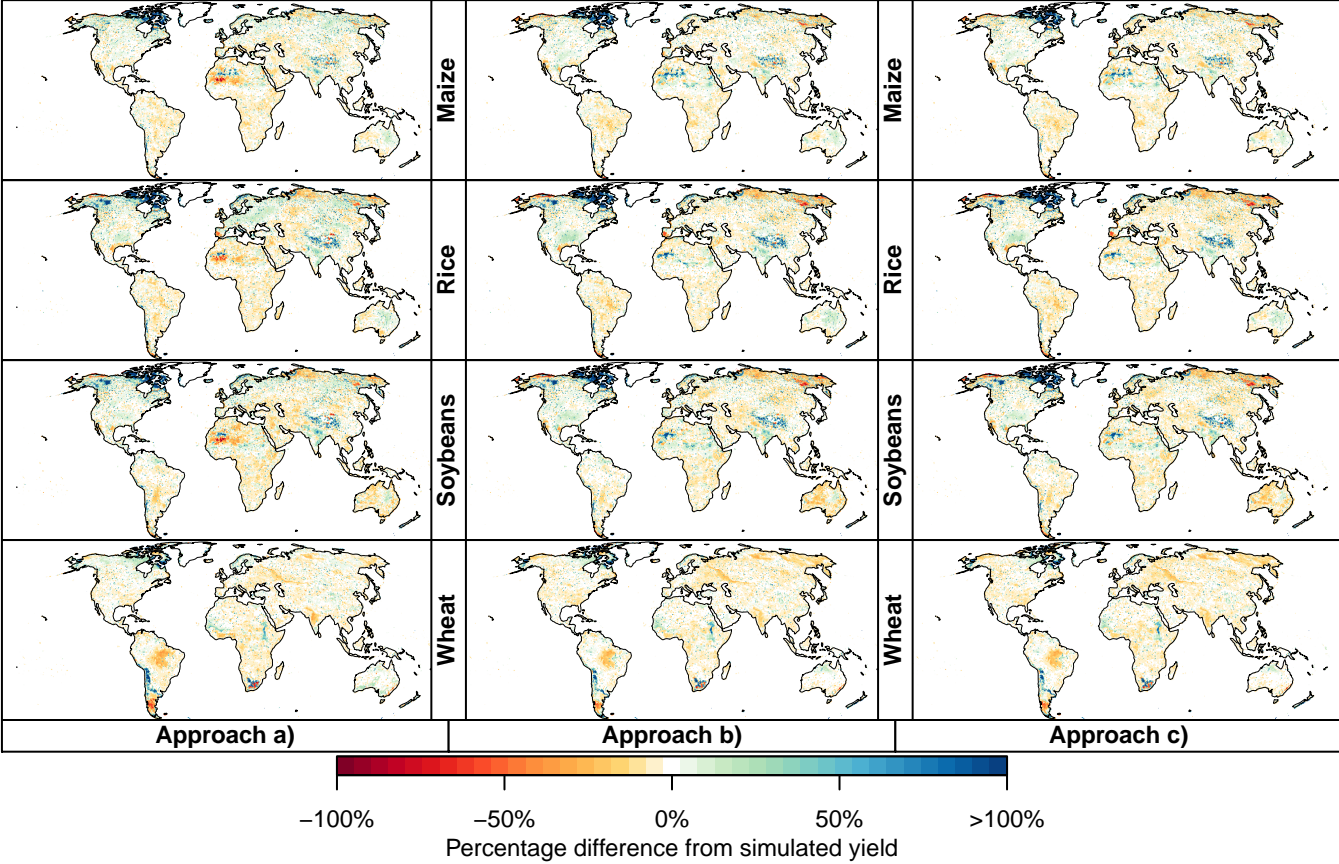 Maize
Maize
Rice
Rice
Soybeans
Soybeans
Wheat
Wheat
Approach a)
Approach b)
Approach c)
−100%
−50%
0%
50%
>100%
Percentage difference from simulated yield